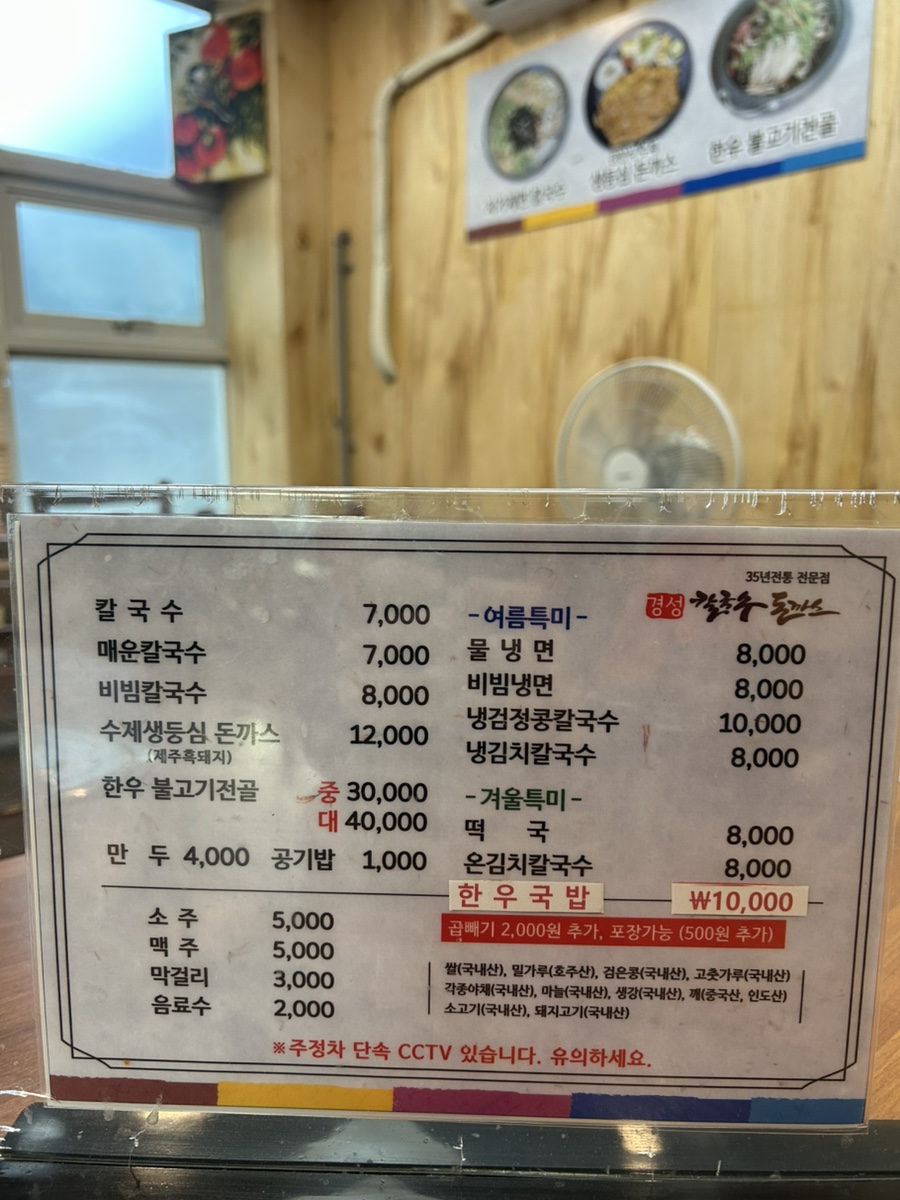 냉등심 돈까스
한우 불고기전골
35년전통 전문점
경성 칼국수 돈까스
칼 국 수 7,000
매운칼국수 7,000
비빔칼국수 8,000
수제생등심 돈까스 12,000
(제주흑돼지)
한우 불고기전골 중 30,000
대 40,000
만 두 4,000 공기밥 1,000
-여름특미-
물 냉 면 8,000
비빔냉면 8,000
냉검정콩칼국수 10,000
냉김치칼국수 8,000
-겨울특미-
떡 국 8,000
온김치칼국수 8,000
한 우 국 밥 ₩10,000
곱빼기 2,000원 추가, 포장가능 (500원 추가)
소 주 5,000
맥 주 5,000
막걸리 3,000
음료수 2,000
쌀(국내산), 밀가루(호주산), 검은콩(국내산), 고춧가루(국내산)
각종야채(국내산), 마늘(국내산), 생강(국내산), 깨(중국산, 인도산)
소고기(국내산), 돼지고기(국내산)
※주정차 단속 CCTV 있습니다. 유의하세요.